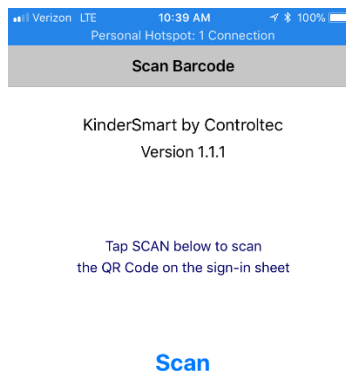 Verizon LTE 10:39 AM 100%
Personal Hotspot: 1 Connection
Scan Barcode
KinderSmart by Controltec
Version 1.1.1
Tap SCAN below to scan
the QR Code on the sign-in sheet
Scan